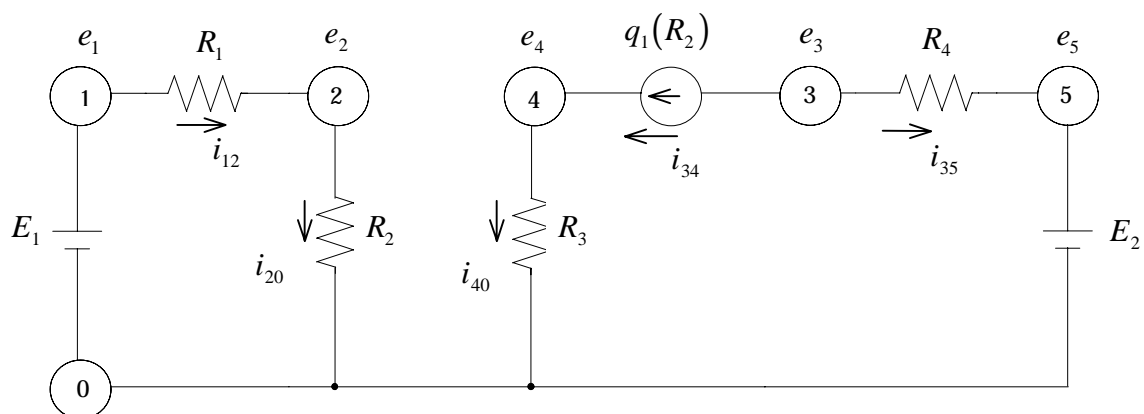 e₁ R₁ e₂ e₄ q₁(R₂) e₃ R₄ e₅
1 2 4 3 5
i₁₂ i₃₄ i₃₅
E₁ R₂ R₃ E₂
i₂₀ i₄₀
0